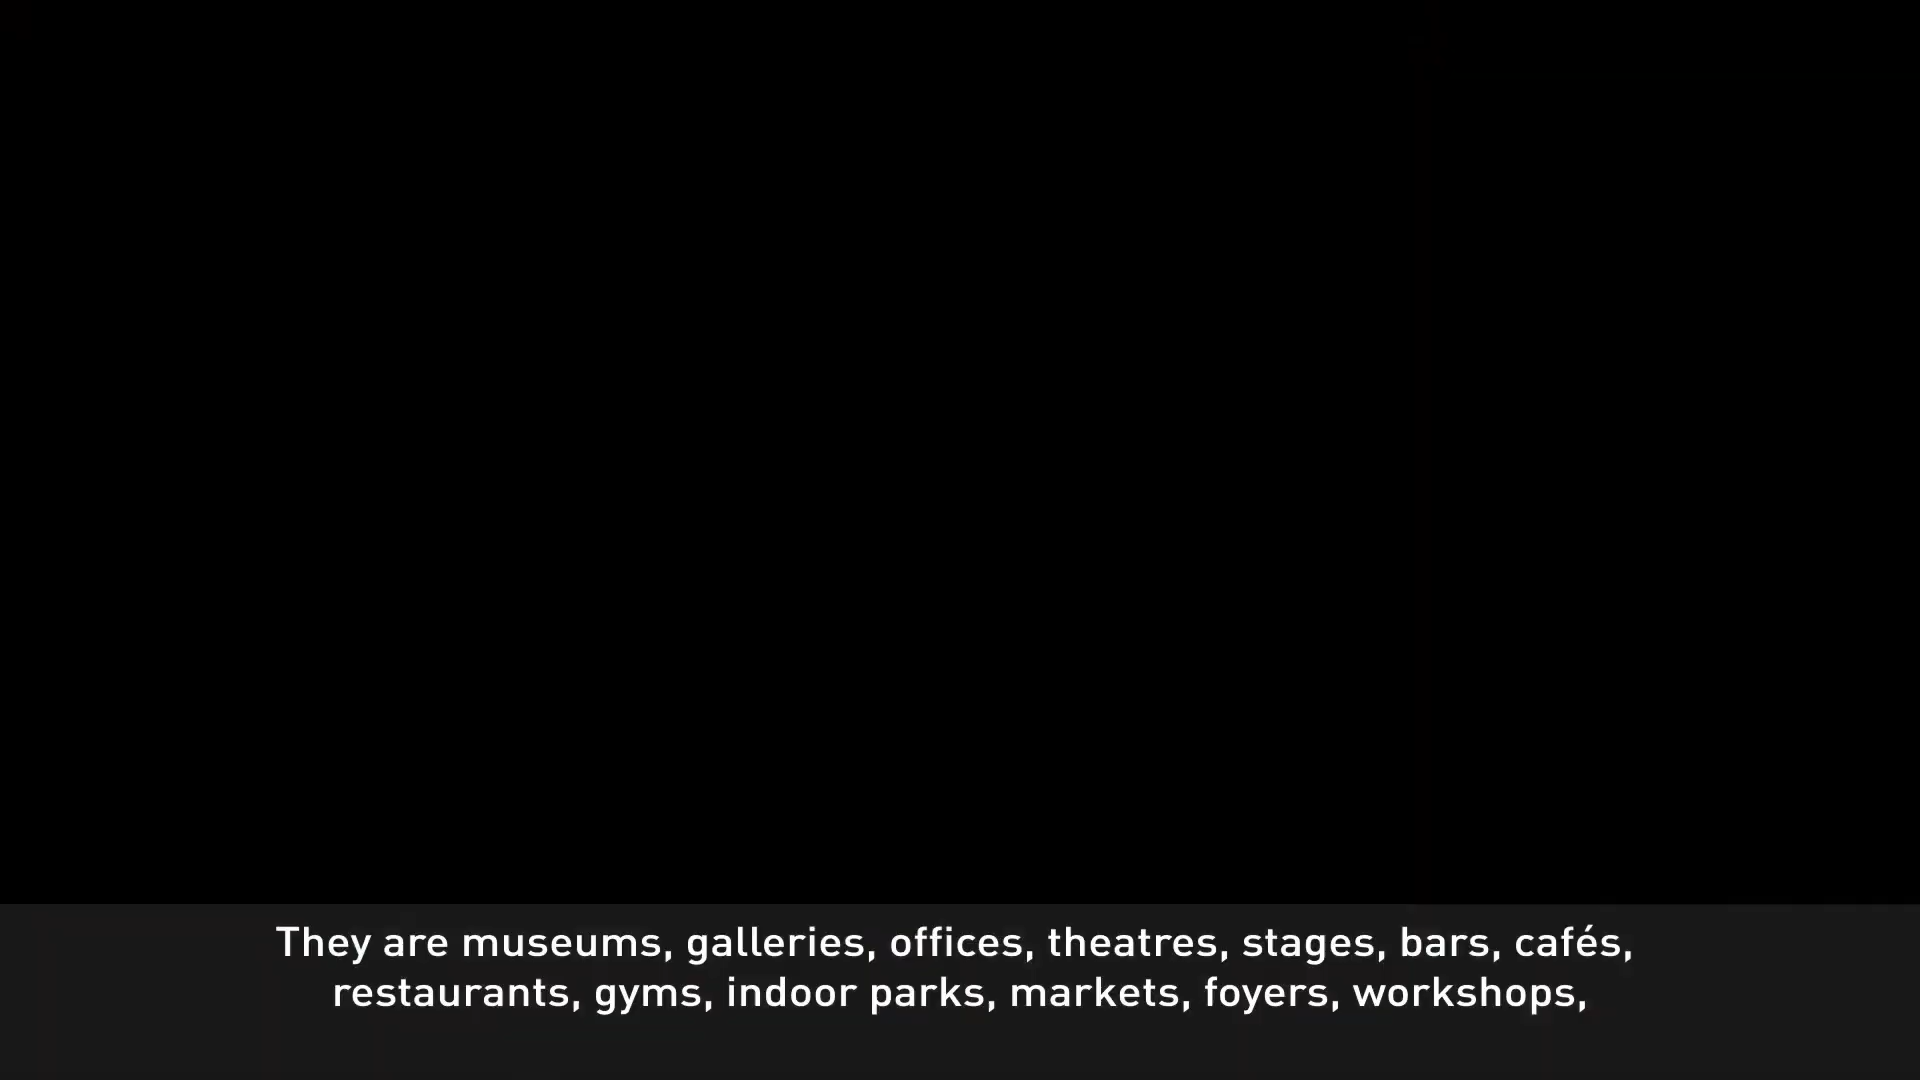 They are museums, galleries, offices, theatres, stages, bars, cafés,
restaurants, gyms, indoor parks, markets, foyers, workshops,